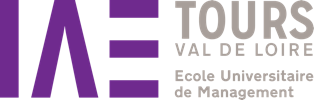 IAE
TOURS
VAL DE LOIRE
Ecole Universitaire
de Management